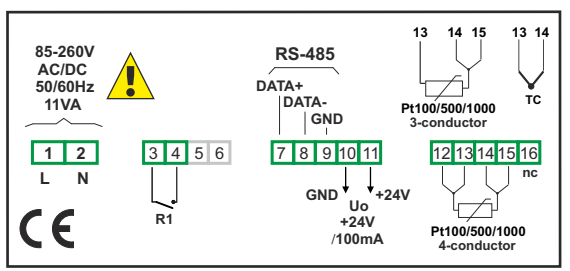 85-260V
AC/DC
50/60Hz
11VA
1 2
L N
3 4 5 6
R1
RS-485
DATA+
DATA-
GND
7 8 9 10 11
GND +24V
Uo
+24V
/100mA
13 14 15
Pt100/500/1000
3-conductor
13 14
TC
12 13 14 15 16
nc
Pt100/500/1000
4-conductor
CE